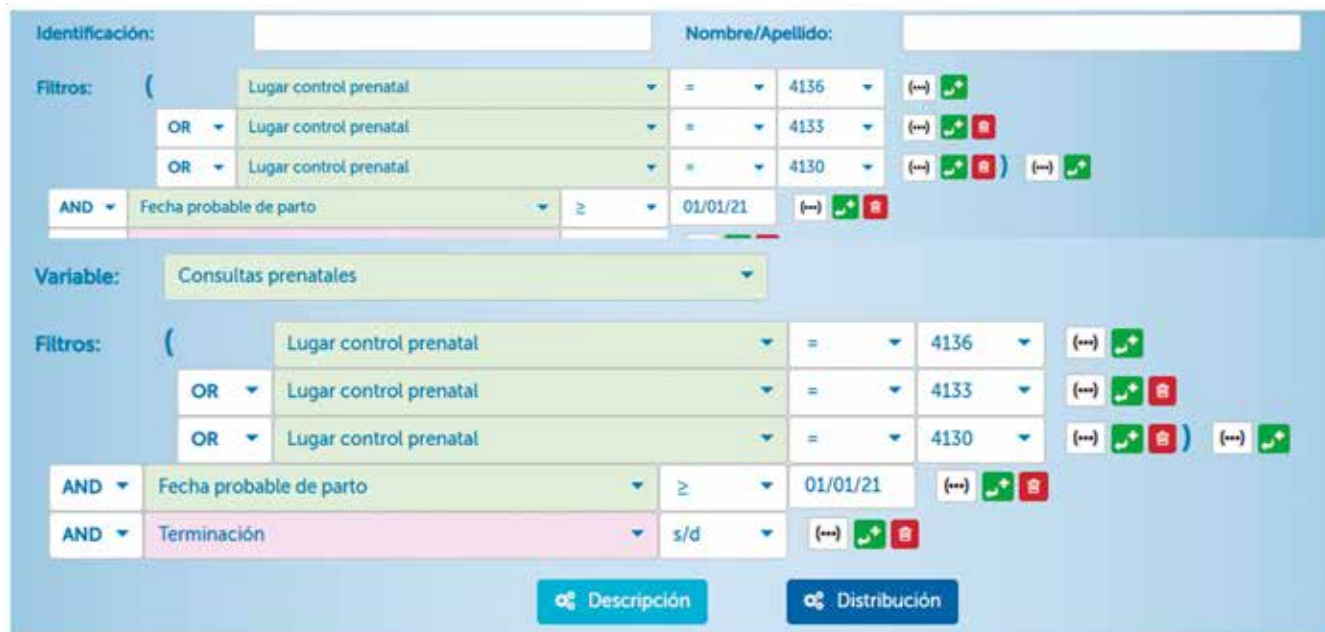 Identificación: Nombre/Apellido:
Filtros: ( Lugar control prenatal = 4136 (···)
OR Lugar control prenatal = 4133 (···)
OR Lugar control prenatal = 4130 (···) ) (···)
AND Fecha probable de parto ≥ 01/01/21 (···)
Variable: Consultas prenatales
Filtros: ( Lugar control prenatal = 4136 (···)
OR Lugar control prenatal = 4133 (···)
OR Lugar control prenatal = 4130 (···) ) (···)
AND Fecha probable de parto ≥ 01/01/21 (···)
AND Terminación s/d (···)
Descripción Distribución